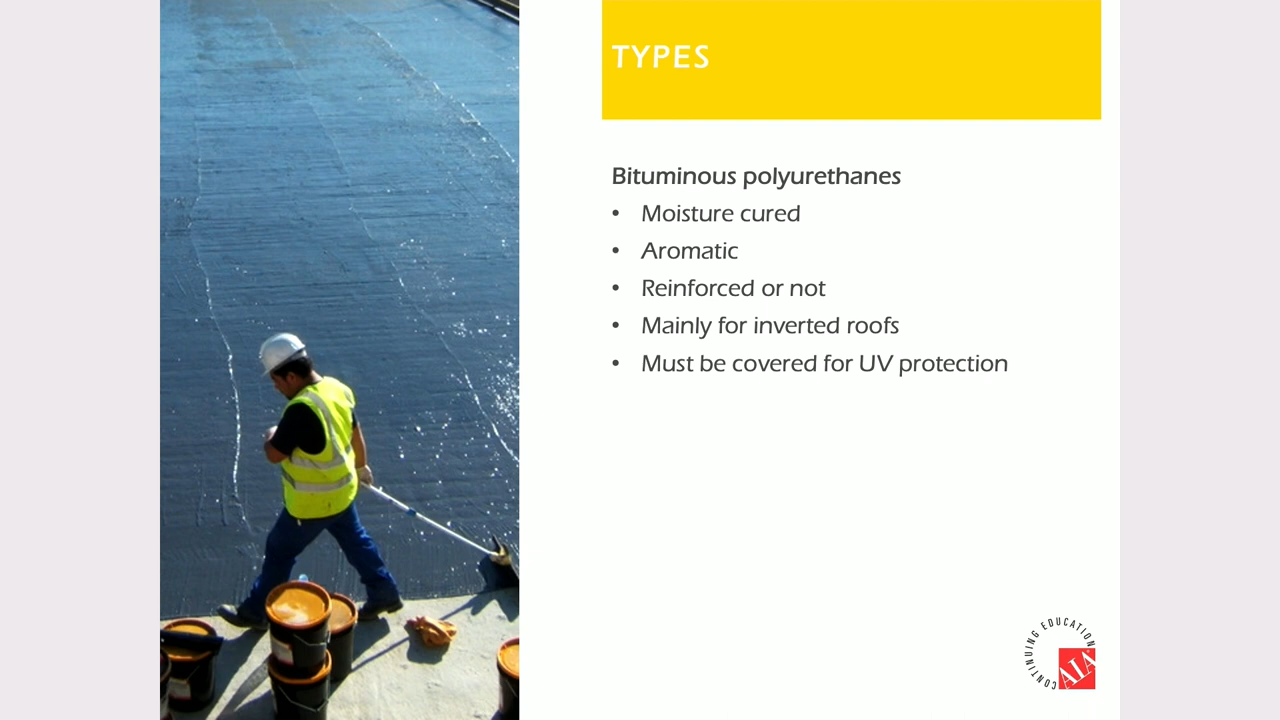 TYPES
Bituminous polyurethanes
• Moisture cured
• Aromatic
• Reinforced or not
• Mainly for inverted roofs
• Must be covered for UV protection
CONTINUING EDUCATION
AIA